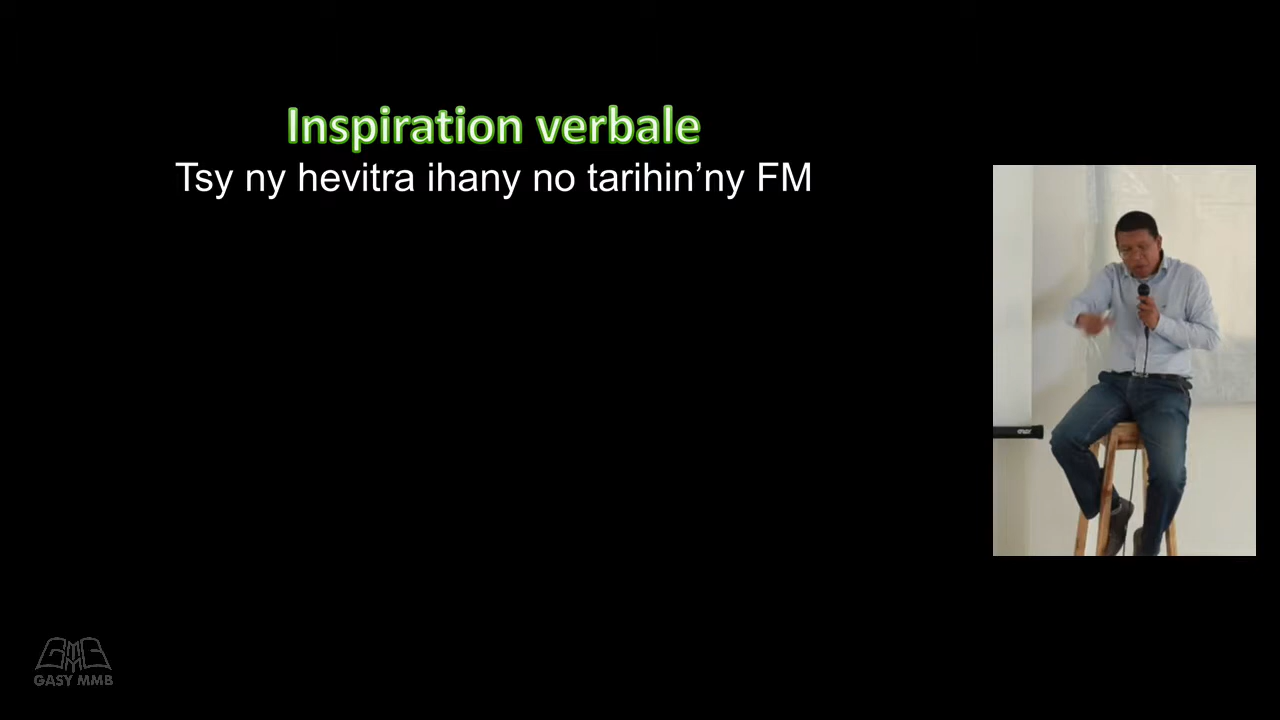 Inspiration verbale
Tsy ny hevitra ihany no tarihin’ny FM
GASY MMB